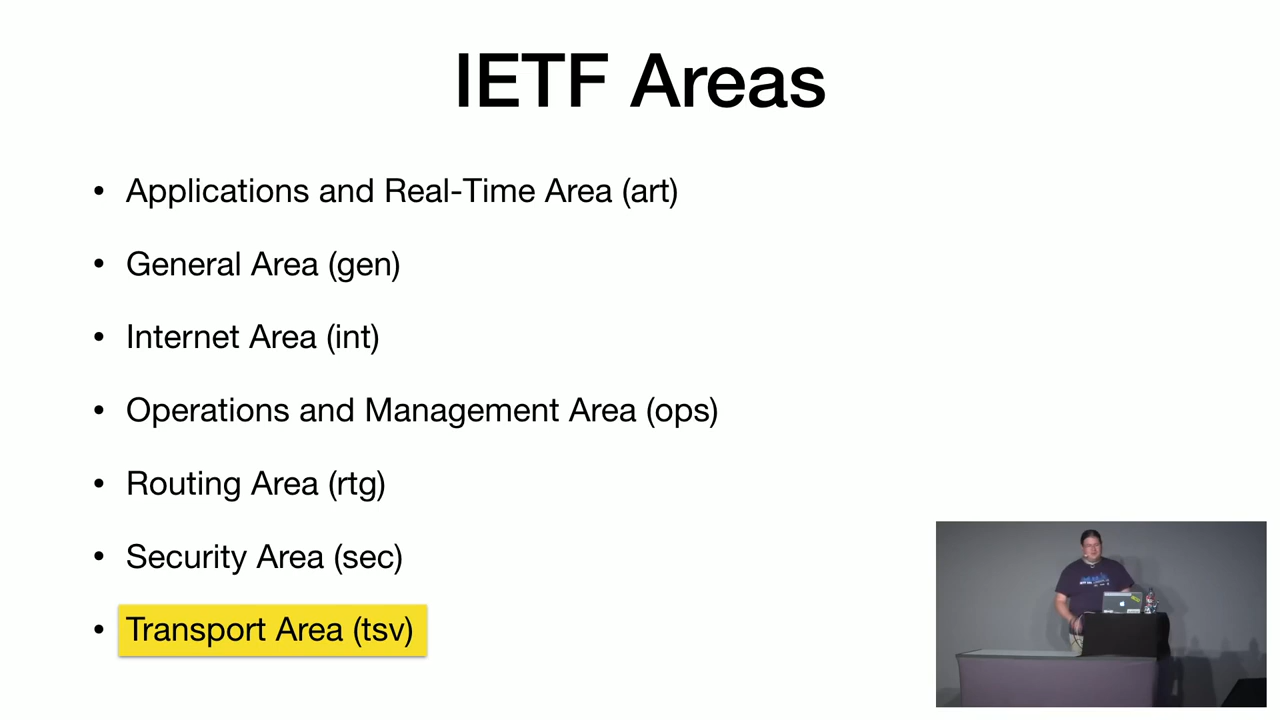 IETF Areas
• Applications and Real-Time Area (art)
• General Area (gen)
• Internet Area (int)
• Operations and Management Area (ops)
• Routing Area (rtg)
• Security Area (sec)
• Transport Area (tsv)